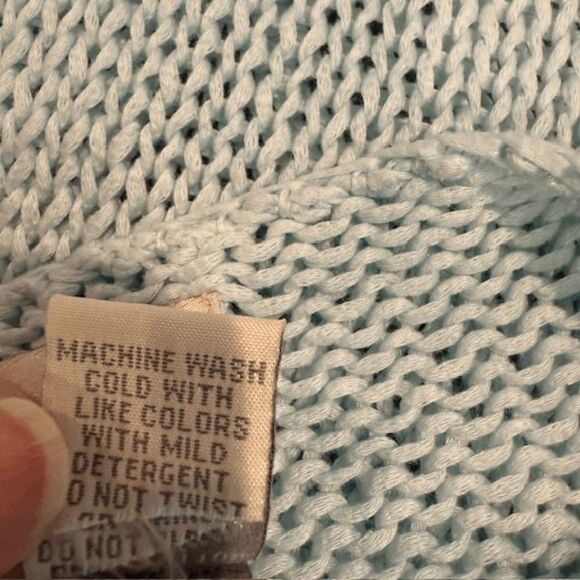 MACHINE WASH
COLD WITH
LIKE COLORS
WITH MILD
DETERGENT
O NOT TWIST
DO NOT